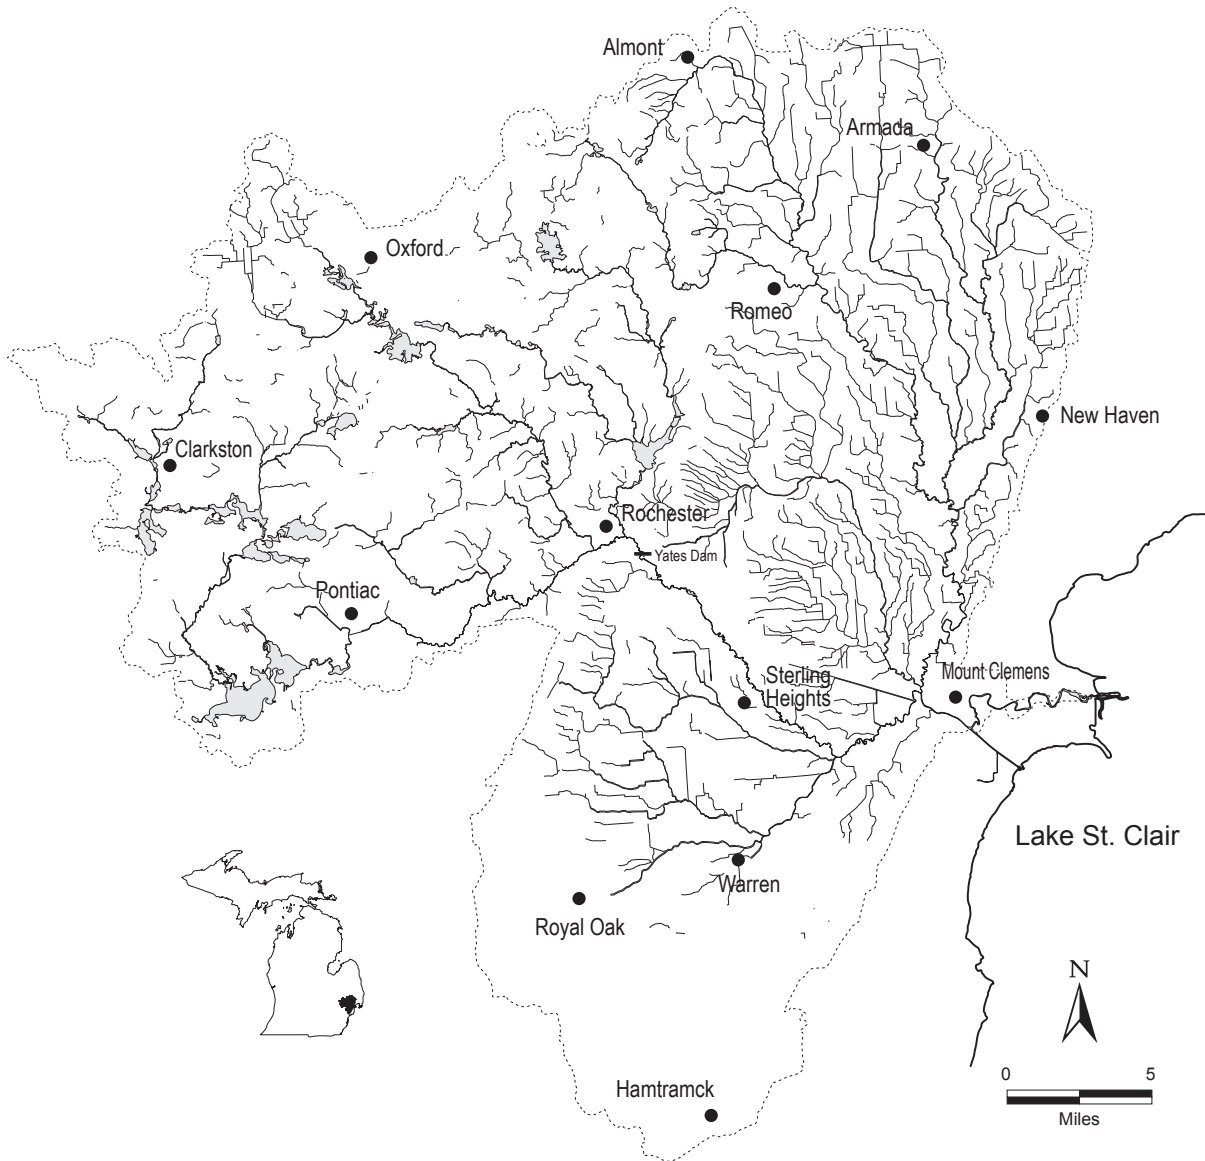 Almont
Armada
Oxford
Romeo
New Haven
Clarkston
Rochester
Yates Dam
Pontiac
Sterling
Heights
Mount Clemens
Lake St. Clair
Warren
Royal Oak
N
0 5
Miles
Hamtramck